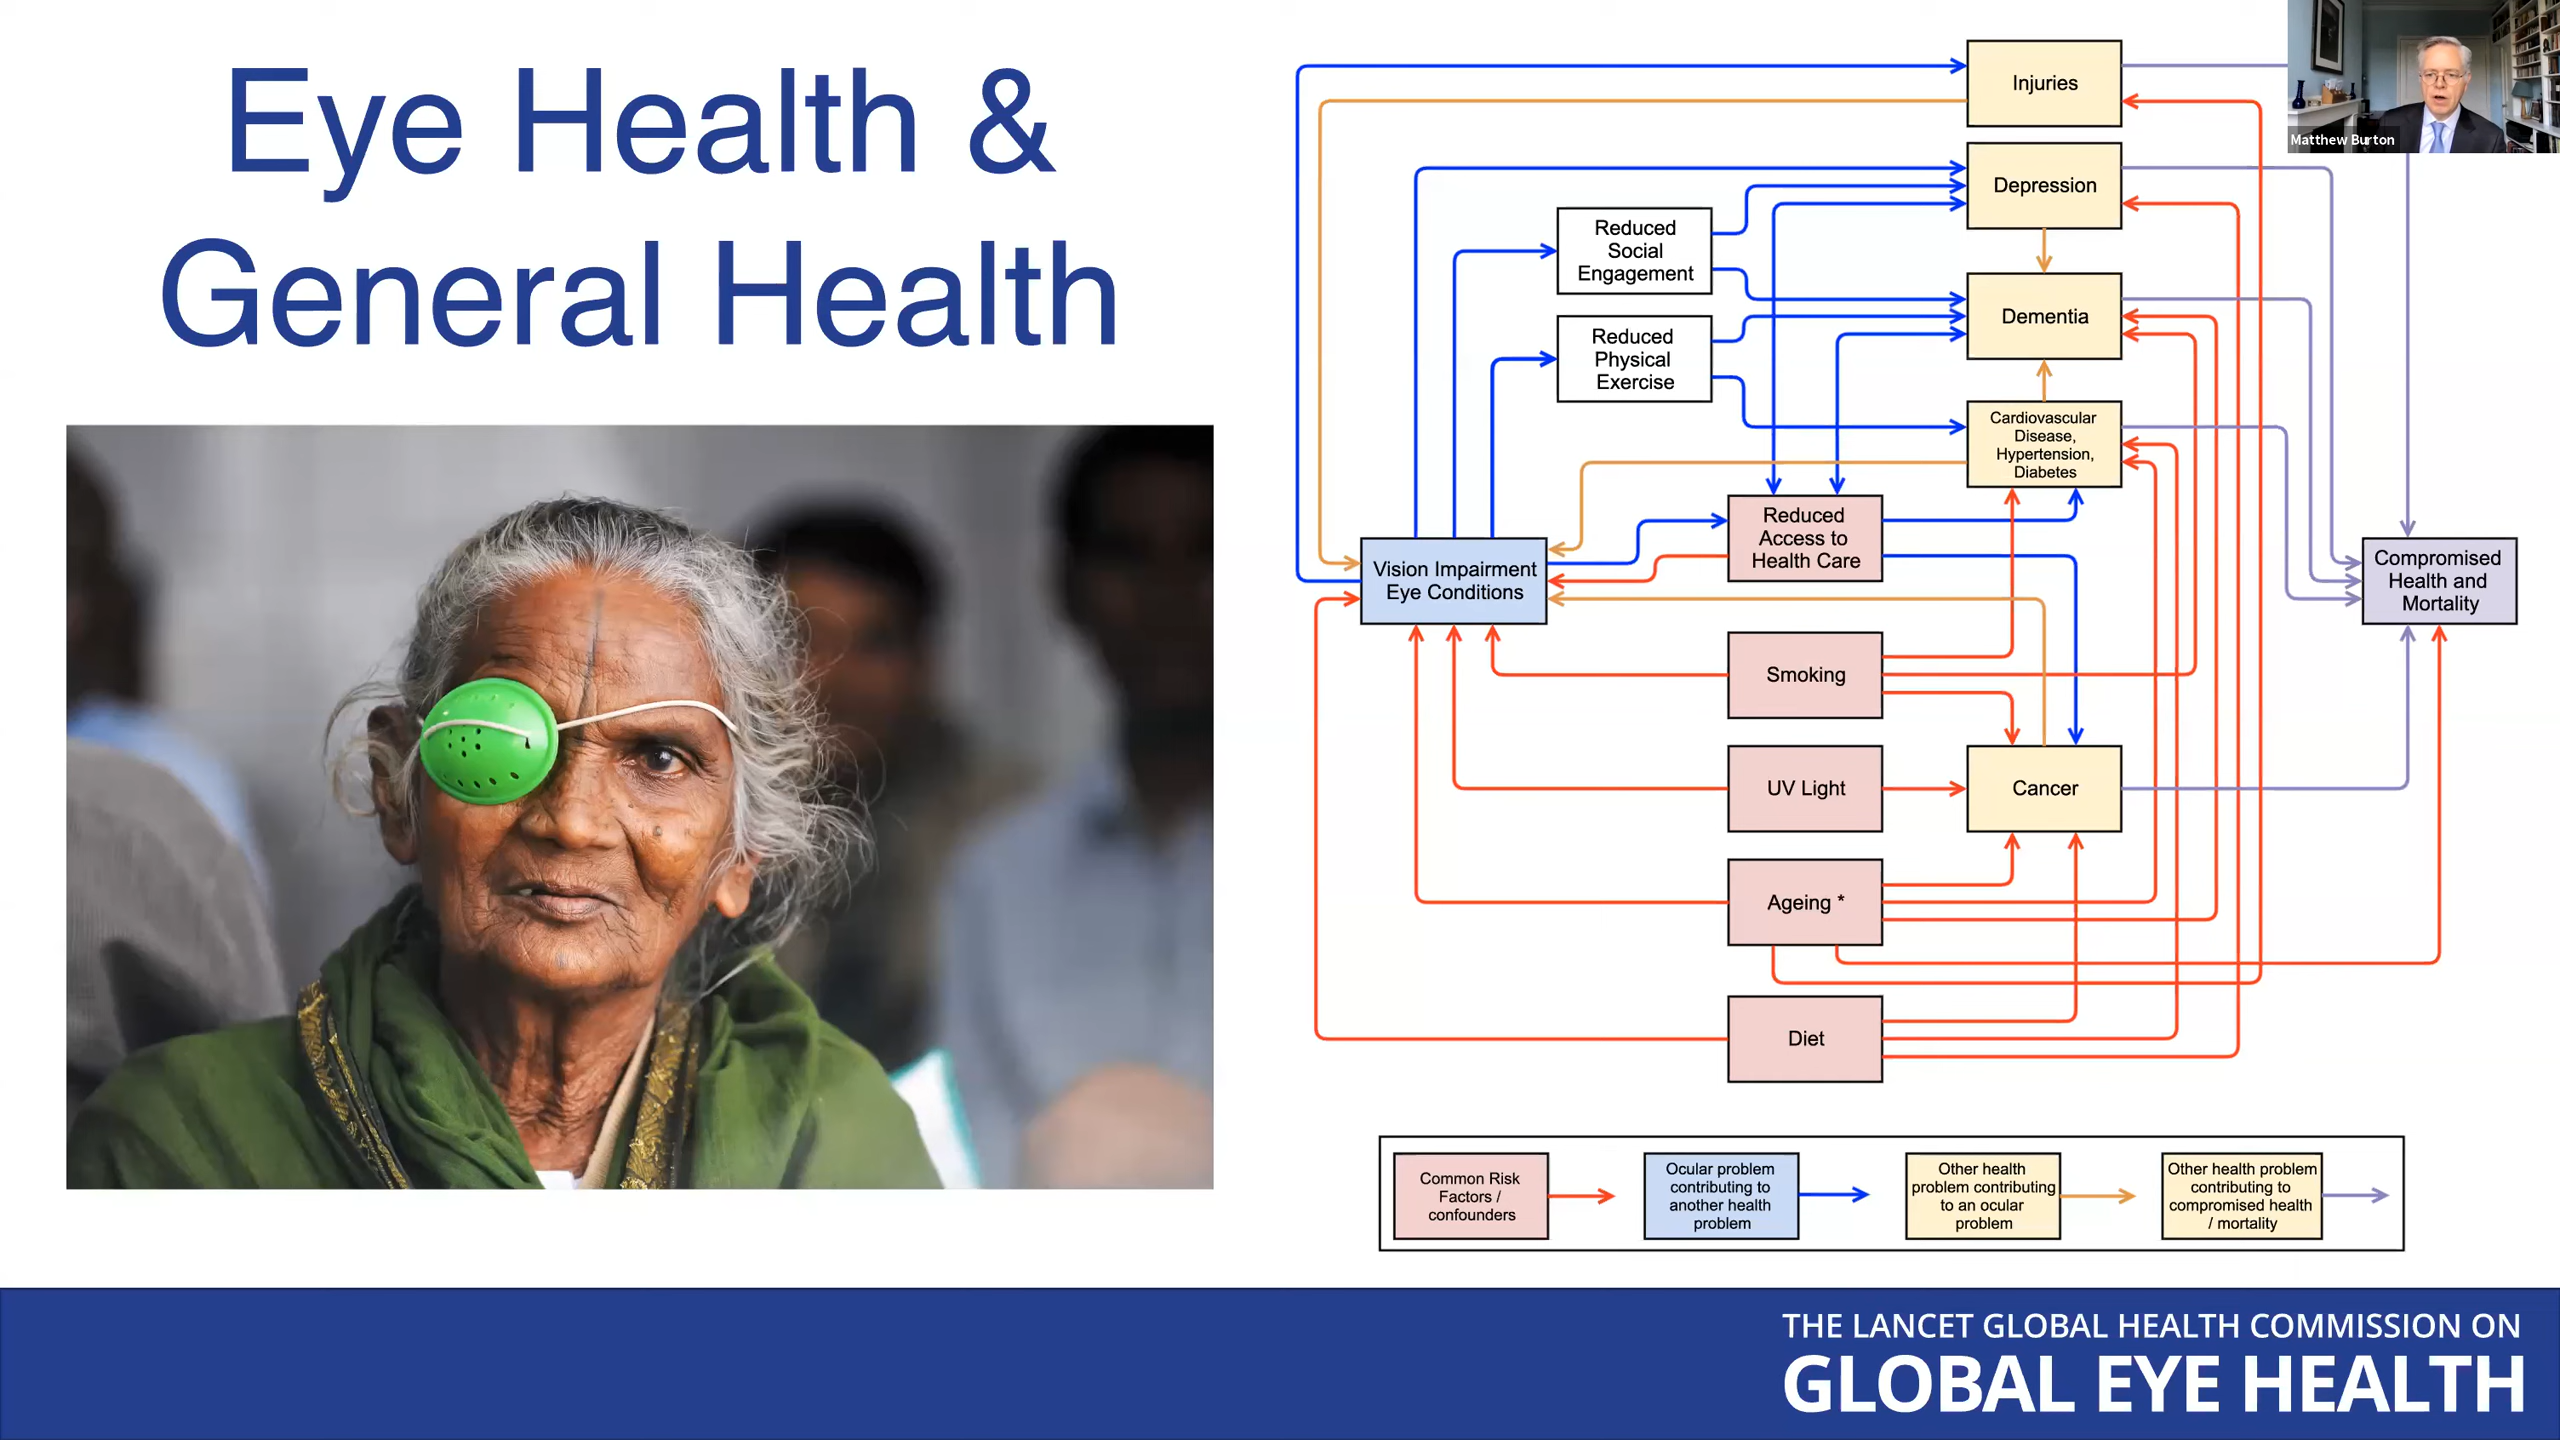 Eye Health &
General Health
Matthew Burton
Injuries
Depression
Reduced
Social
Engagement
Dementia
Reduced
Physical
Exercise
Cardiovascular
Disease,
Hypertension,
Diabetes
Reduced
Access to
Health Care
Vision Impairment
Eye Conditions
Compromised
Health and
Mortality
Smoking
UV Light
Cancer
Ageing *
Diet
Common Risk
Factors /
confounders
Ocular problem
contributing to
another health
problem
Other health
problem contributing
to an ocular
problem
Other health problem
contributing to
compromised health
/ mortality
THE LANCET GLOBAL HEALTH COMMISSION ON
GLOBAL EYE HEALTH